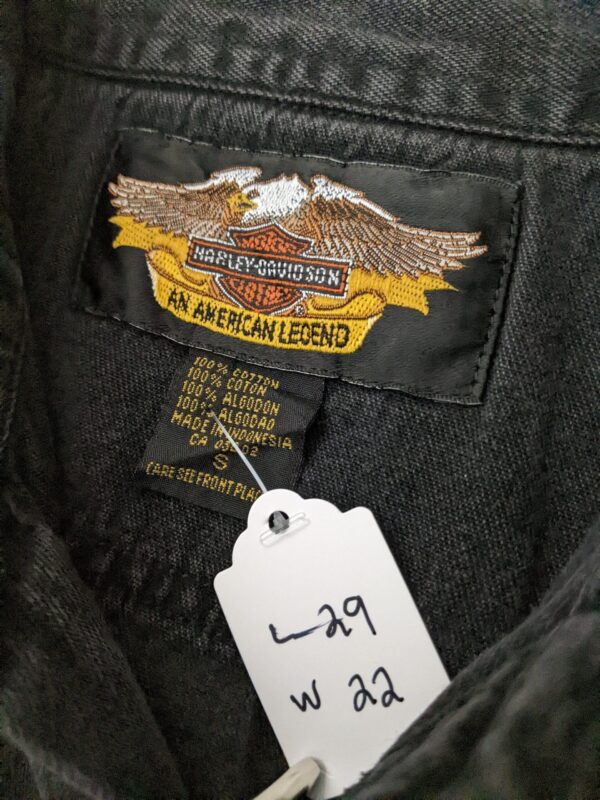 HARLEY-DAVIDSON
®
AN AMERICAN LEGEND
100% COTTON
100% COTON
100% ALGODON
100% ALGODAO
MADE IN INDONESIA
CA
S
CARE SEE FRONT
L 29
W 22